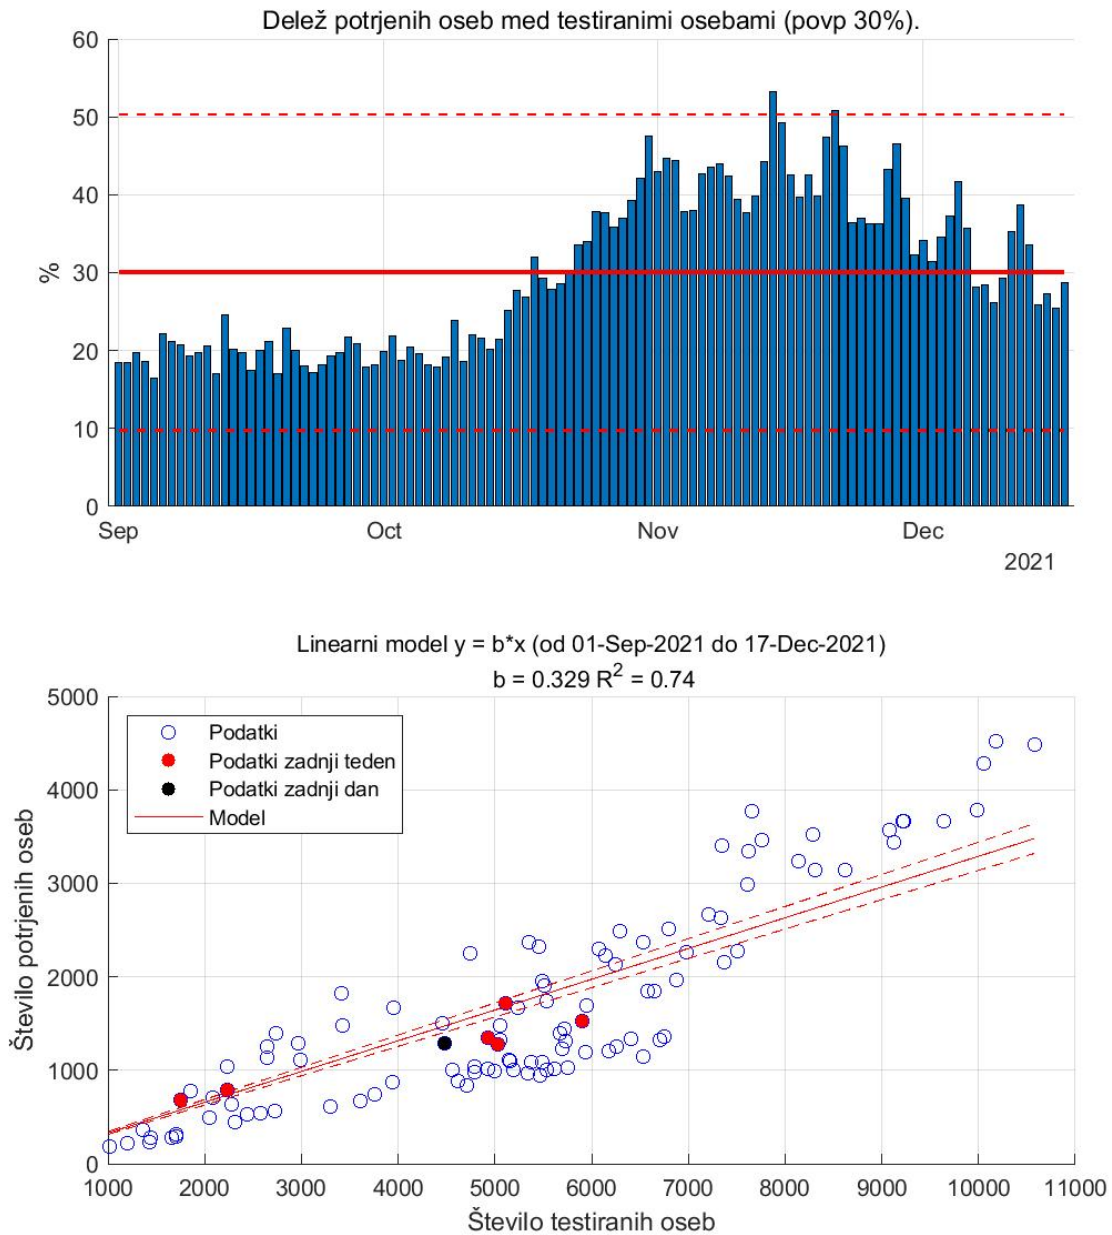 Delež potrjenih oseb med testiranimi osebami (povp 30%).
60
50
40
30
20
10
0
%
Sep Oct Nov Dec
2021
Linearni model y = b*x (od 01-Sep-2021 do 17-Dec-2021)
b = 0.329 R² = 0.74
5000
4000
3000
2000
1000
0
Število potrjenih oseb
Podatki
Podatki zadnji teden
Podatki zadnji dan
Model
1000 2000 3000 4000 5000 6000 7000 8000 9000 10000 11000
Število testiranih oseb